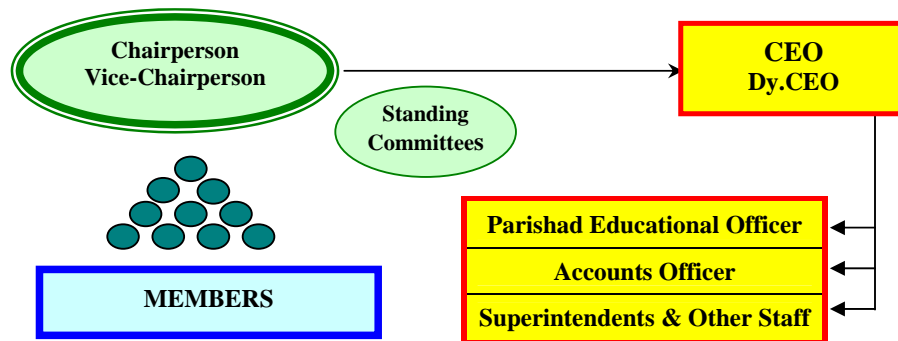 Chairperson
Vice-Chairperson
CEO
Dy.CEO
Standing
Committees
Parishad Educational Officer
Accounts Officer
Superintendents & Other Staff
MEMBERS